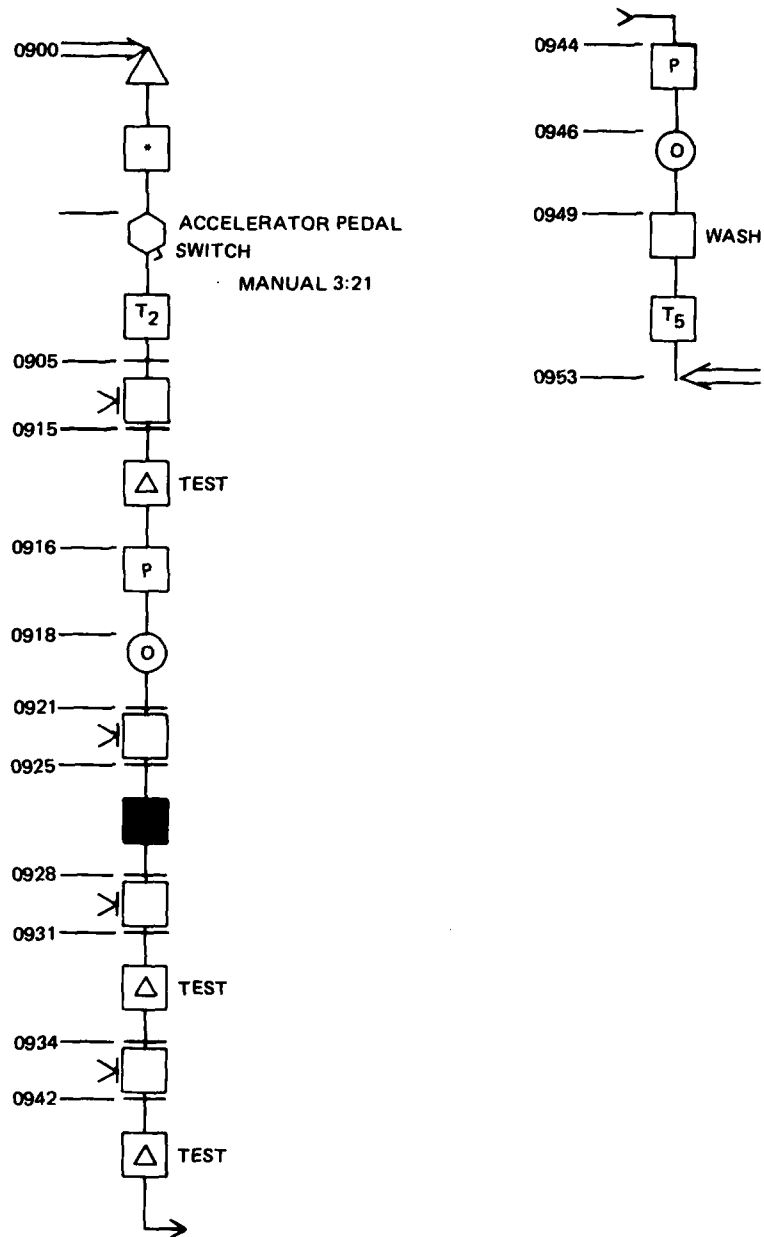 0900
*
ACCELERATOR PEDAL
SWITCH
MANUAL 3:21
T2
0905
0915
TEST
0916
P
0918
O
0921
0925
0928
0931
TEST
0934
0942
TEST
0944
P
0946
O
0949
WASH
T5
0953